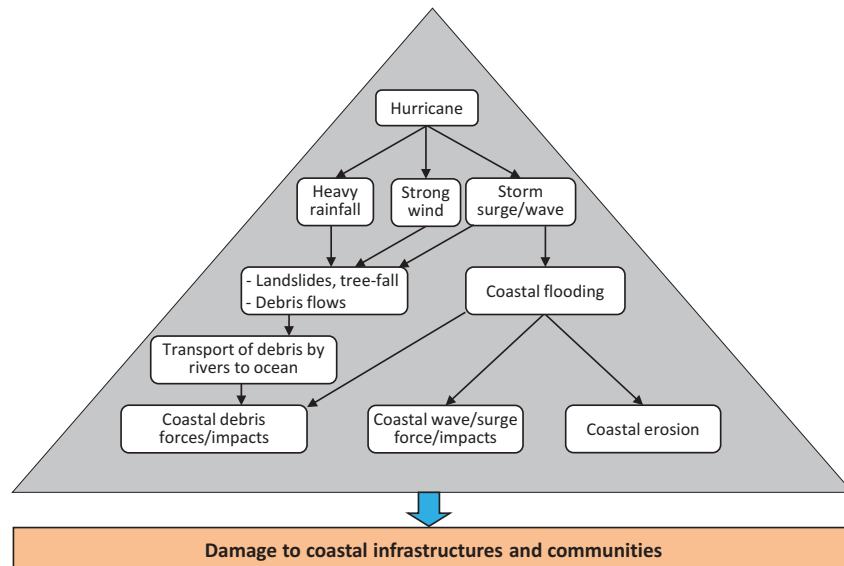 Hurricane
Heavy
rainfall
Strong
wind
Storm
surge/wave
- Landslides, tree-fall
- Debris flows
Coastal flooding
Transport of debris by
rivers to ocean
Coastal debris
forces/impacts
Coastal wave/surge
force/impacts
Coastal erosion
Damage to coastal infrastructures and communities